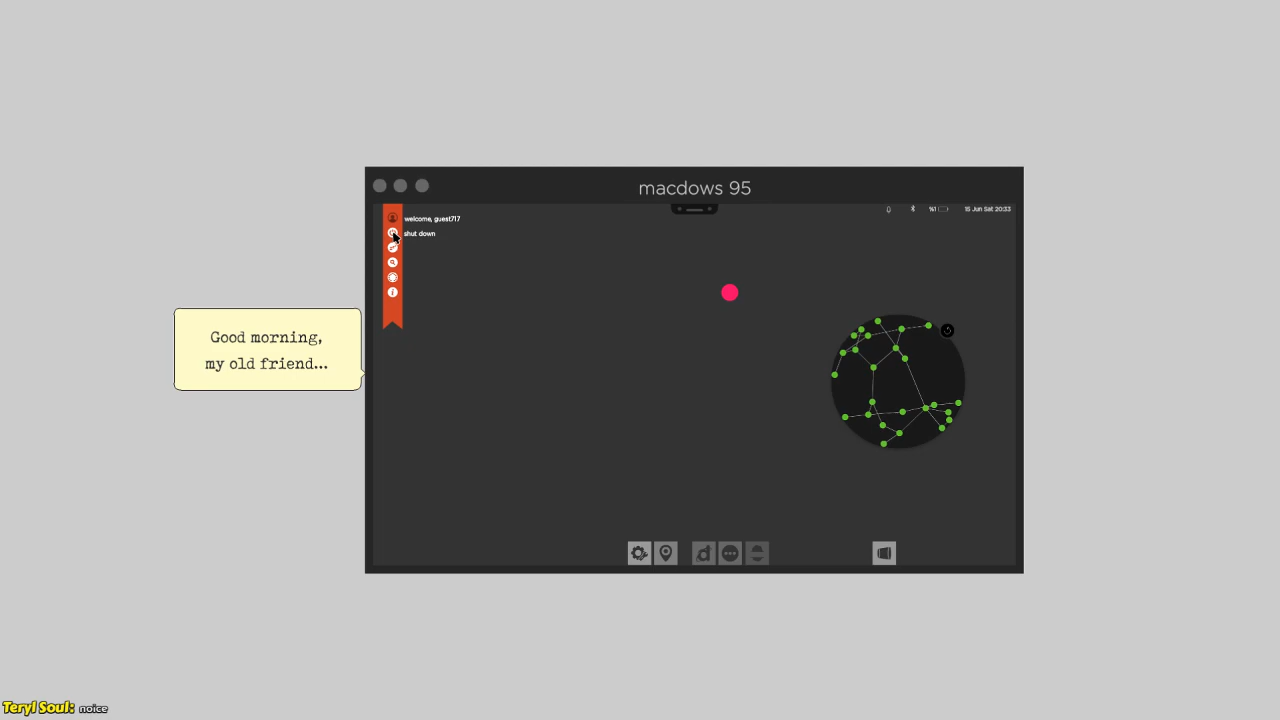 macdows 95
welcome, guest717
%1
15 Jun Sat 20:33
shut down
Good morning,
my old friend...
Teryl Soul: noice